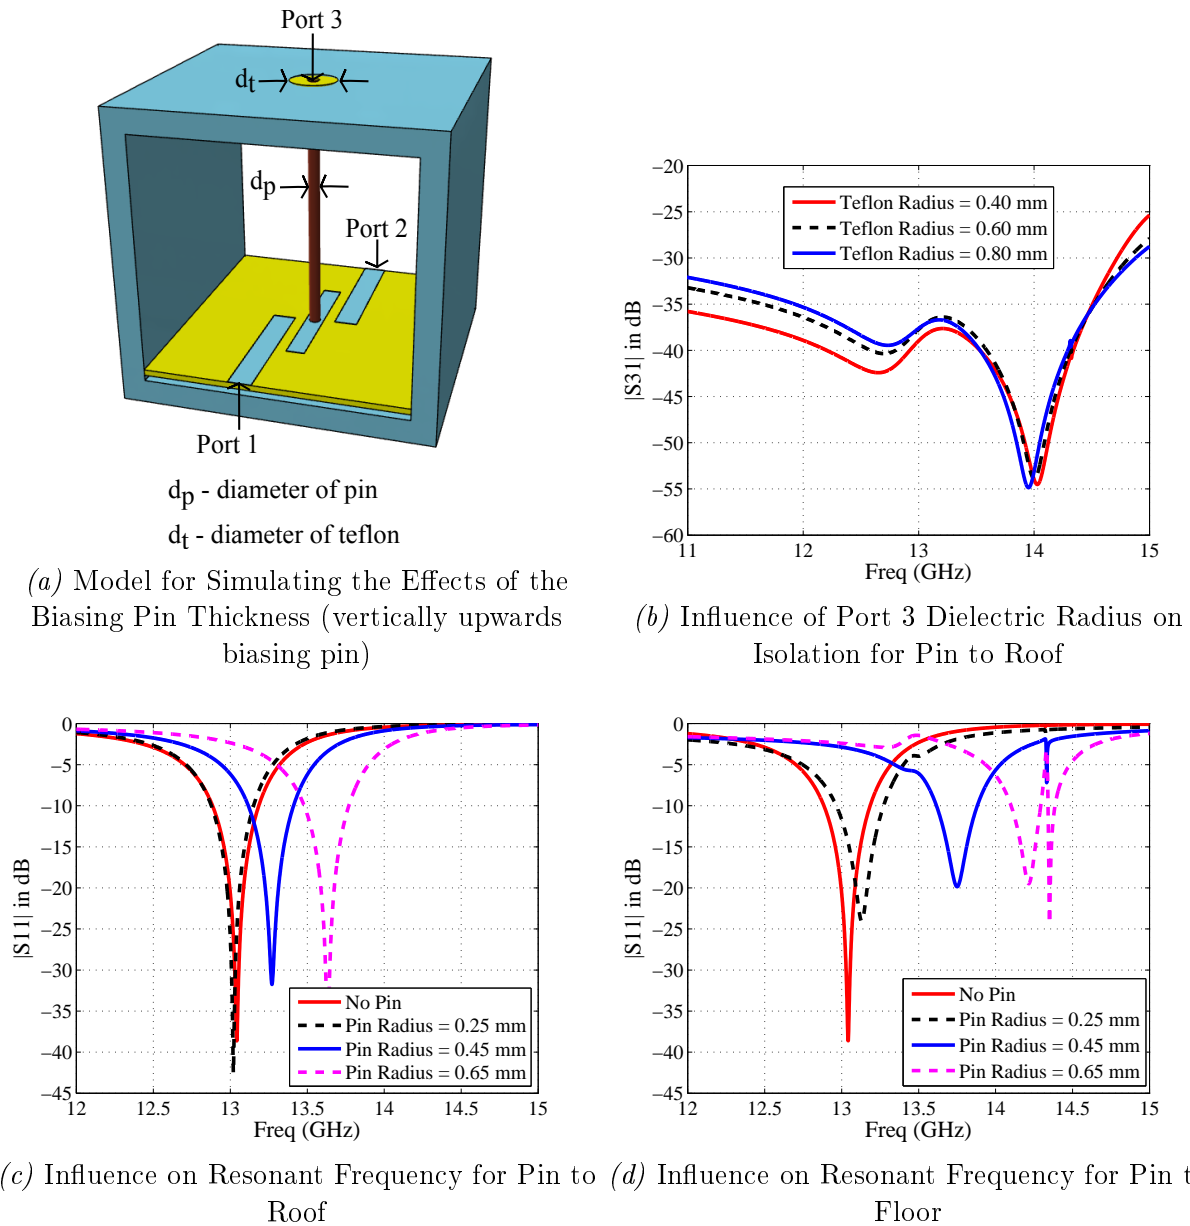 Port 3
dt
dp
Port 2
Port 1
dp - diameter of pin
dt - diameter of teflon
(a) Model for Simulating the Effects of the
Biasing Pin Thickness (vertically upwards
biasing pin)
−20
−25
−30
−35
−40
−45
−50
−55
−60
|S31| in dB
Teflon Radius = 0.40 mm
Teflon Radius = 0.60 mm
Teflon Radius = 0.80 mm
11 12 13 14 15
Freq (GHz)
(b) Influence of Port 3 Dielectric Radius on
Isolation for Pin to Roof
0
−5
−10
−15
−20
−25
−30
−35
−40
−45
|S11| in dB
No Pin
Pin Radius = 0.25 mm
Pin Radius = 0.45 mm
Pin Radius = 0.65 mm
12 12.5 13 13.5 14 14.5 15
Freq (GHz)
(c) Influence on Resonant Frequency for Pin to
Roof
0
−5
−10
−15
−20
−25
−30
−35
−40
−45
|S11| in dB
No Pin
Pin Radius = 0.25 mm
Pin Radius = 0.45 mm
Pin Radius = 0.65 mm
12 12.5 13 13.5 14 14.5 15
Freq (GHz)
(d) Influence on Resonant Frequency for Pin t
Floor